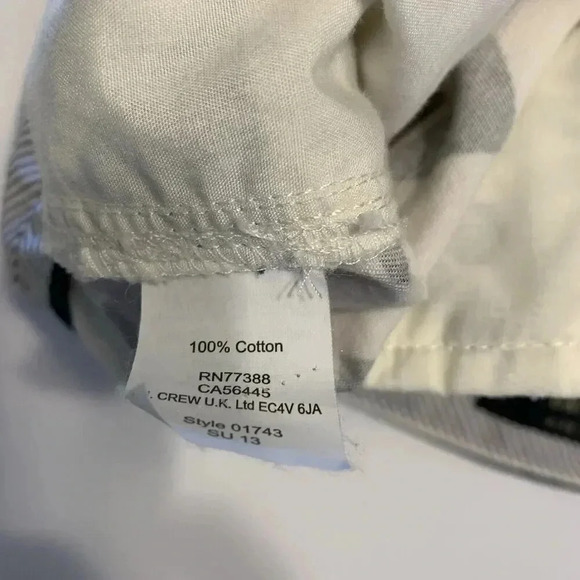 100% Cotton
RN77388
CA56445
CREW U.K. Ltd EC4V 6JA
Style 01743
SU 13